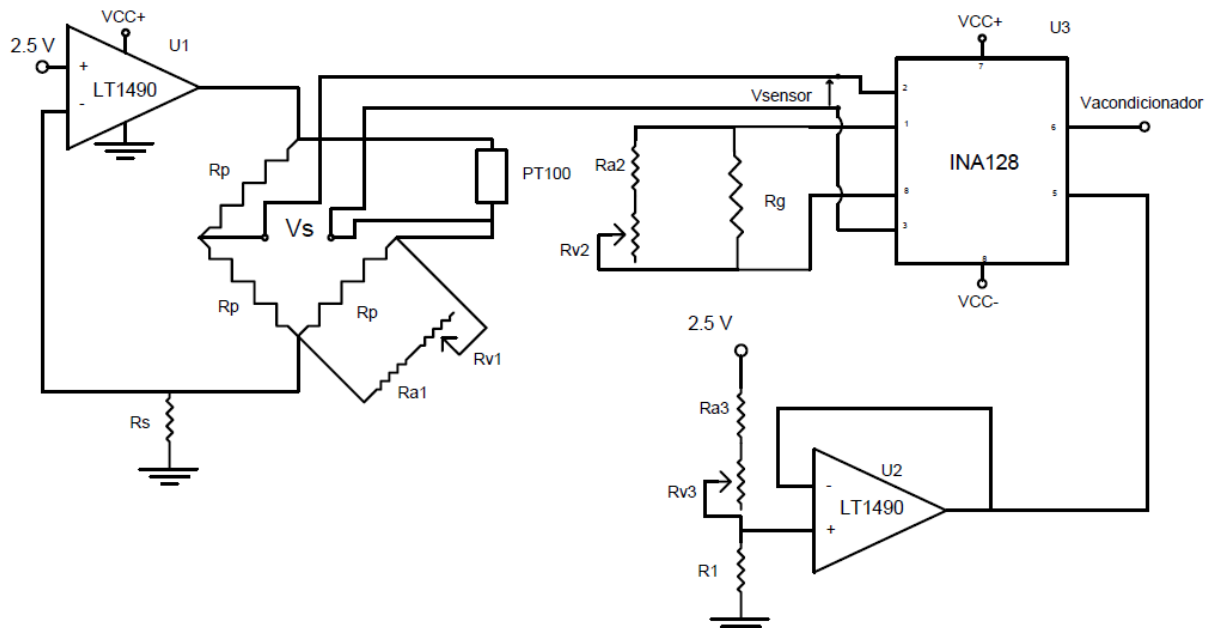 VCC+
U1
2.5 V
+
LT1490
-
Rp
PT100
Vs
Rp
Rp
Rv1
Ra1
Rs
VCC+
U3
7
Vsensor
2
Vacondicionador
1
6
Ra2
INA128
Rg
8
5
Rv2
3
8
VCC-
2.5 V
Ra3
U2
-
Rv3
LT1490
+
R1